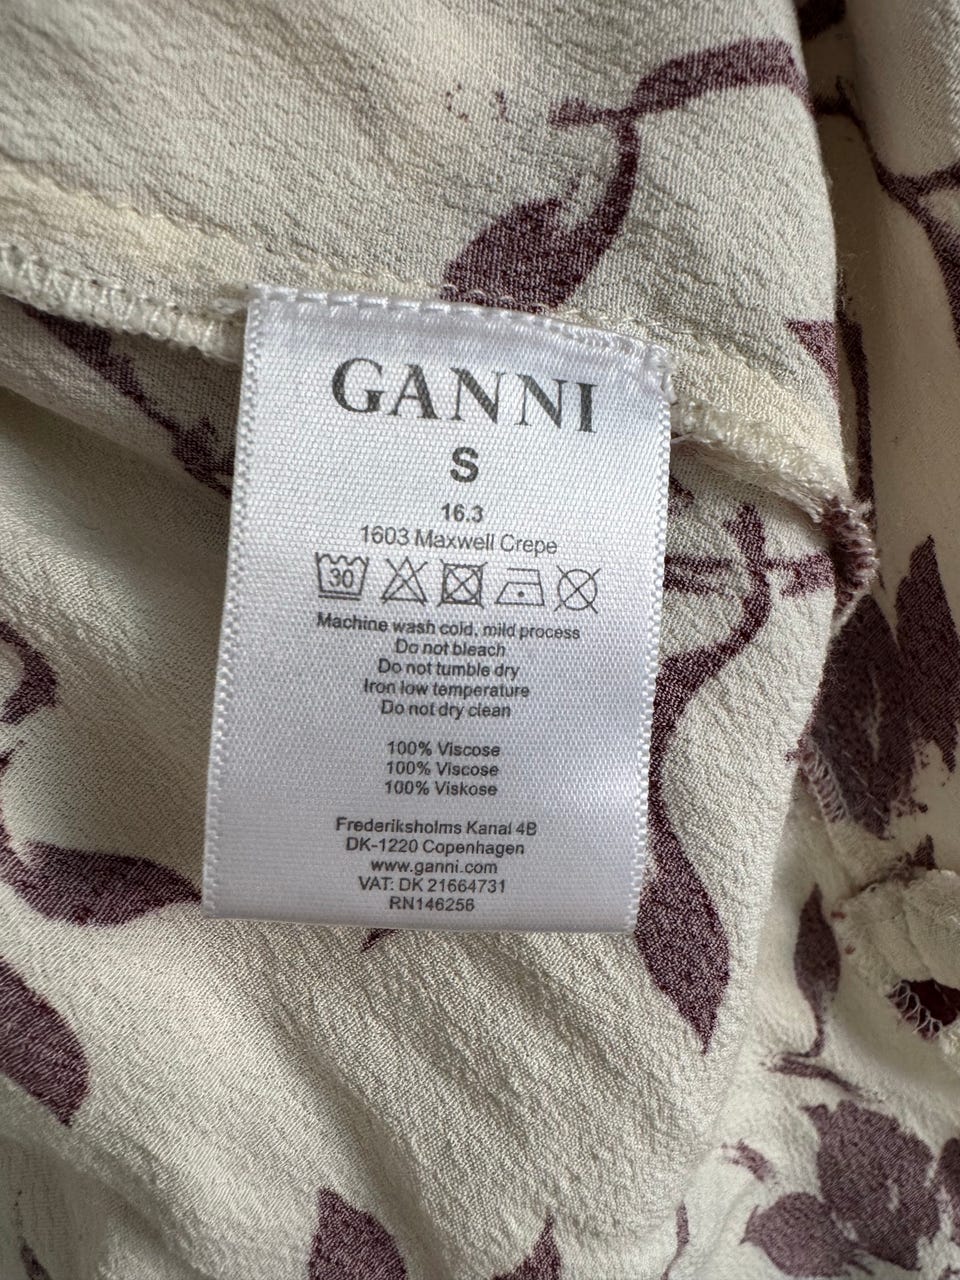 GANNI
S
16.3
1603 Maxwell Crepe
30
Machine wash cold, mild process
Do not bleach
Do not tumble dry
Iron low temperature
Do not dry clean
100% Viscose
100% Viscose
100% Viskose
Frederiksholms Kanal 4B
DK-1220 Copenhagen
www.ganni.com
VAT: DK 21664731
RN146256